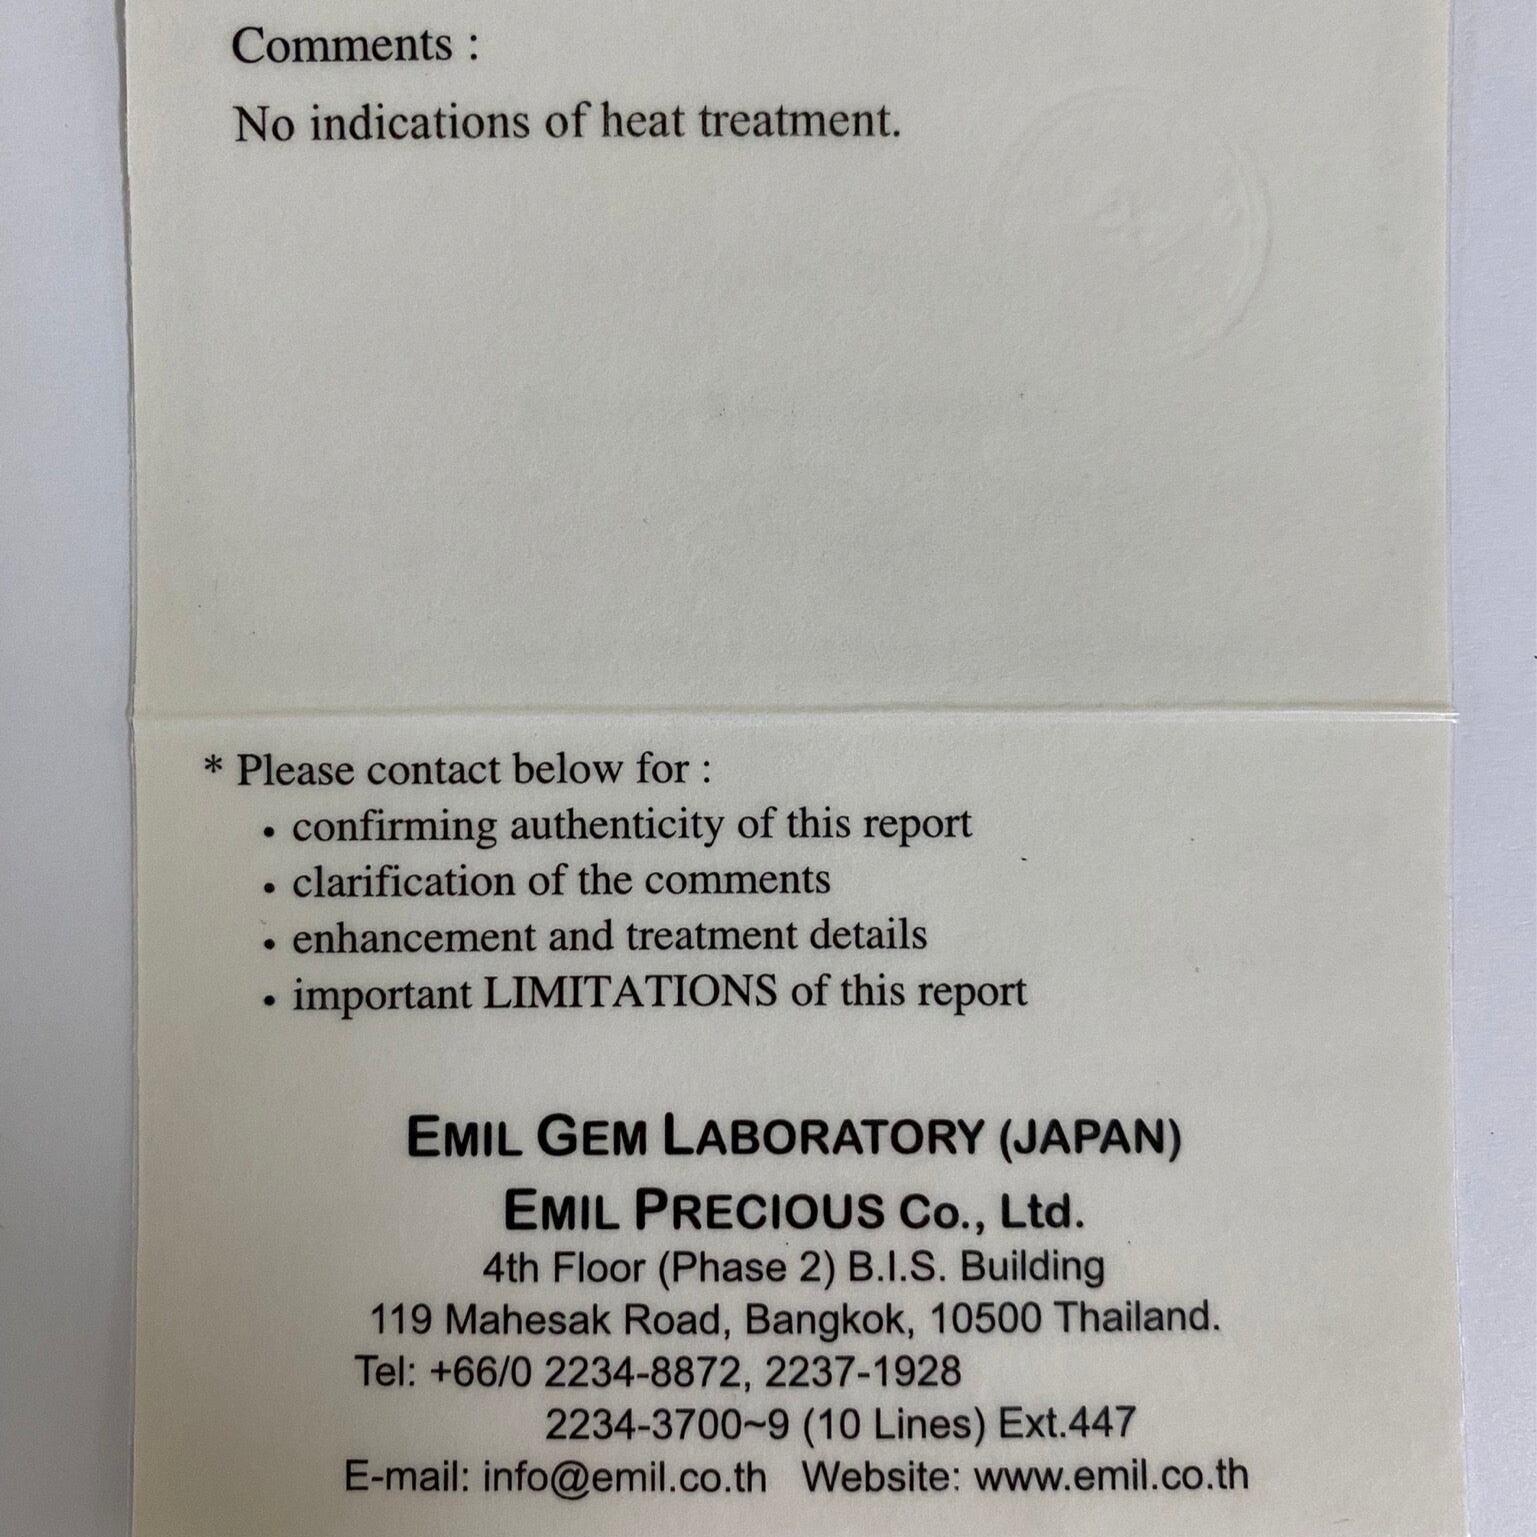 Comments :
No indications of heat treatment.
* Please contact below for :
• confirming authenticity of this report
• clarification of the comments
• enhancement and treatment details
• important LIMITATIONS of this report
EMIL GEM LABORATORY (JAPAN)
EMIL PRECIOUS Co., Ltd.
4th Floor (Phase 2) B.I.S. Building
119 Mahesak Road, Bangkok, 10500 Thailand.
Tel: +66/0 2234-8872, 2237-1928
2234-3700~9 (10 Lines) Ext.447
E-mail: info@emil.co.th Website: www.emil.co.th